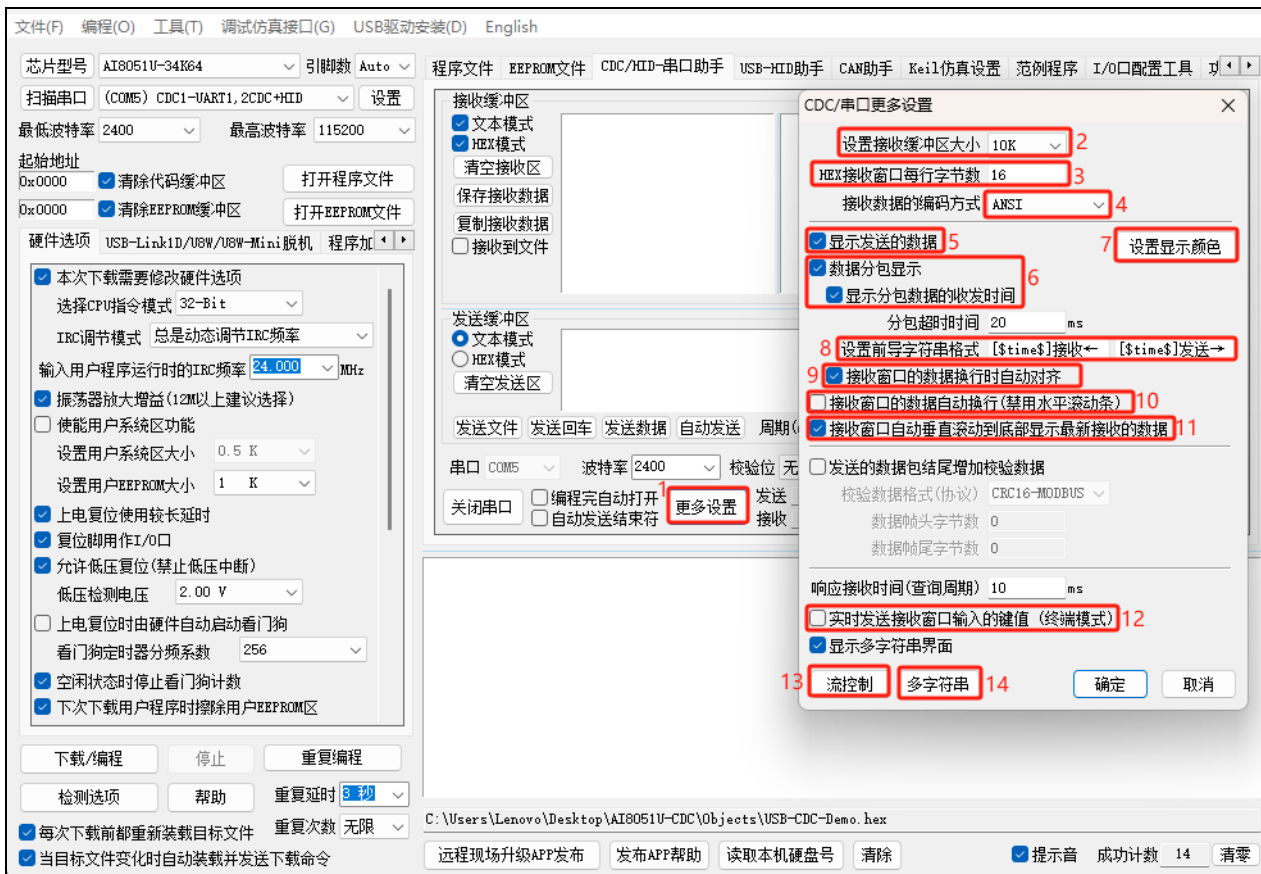 文件(F) 编程(O) 工具(T) 调试仿真接口(G) USB驱动安装(D) English
芯片型号 AI8051U-34K64 引脚数 Auto
扫描串口 (COM5) CDC1-UART1,2CDC+HID 设置
最低波特率 2400 最高波特率 115200
起始地址
0x0000 清除代码缓冲区 打开程序文件
0x0000 清除EEPROM缓冲区 打开EEPROM文件
硬件选项 USB-Link1D/U8W/U8W-Mini脱机 程序加
本次下载需要修改硬件选项
选择CPU指令模式 32-Bit
IRC调节模式 总是动态调节IRC频率
输入用户程序运行时的IRC频率 24.000 MHz
振荡器放大增益(12M以上建议选择)
使能用户系统区功能
设置用户系统区大小 0.5 K
设置用户EEPROM大小 1 K
上电复位使用较长延时
复位脚用作I/O口
允许低压复位(禁止低压中断)
低压检测电压 2.00 V
上电复位时由硬件自动启动看门狗
看门狗定时器分频系数 256
空闲状态时停止看门狗计数
下次下载用户程序时擦除用户EEPROM区
下载/编程 停止 重复编程
检测选项 帮助 重复延时 3 秒
每次下载前都重新装载目标文件 重复次数 无限
当目标文件变化时自动装载并发送下载命令
程序文件 EEPROM文件 CDC/HID-串口助手 USB-HID助手 CAN助手 Keil仿真设置 范例程序 I/O口配置工具
接收缓冲区
文本模式
HEX模式
清空接收区
保存接收数据
复制接收数据
接收到文件
发送缓冲区
文本模式
HEX模式
清空发送区
发送文件 发送回车 发送数据 自动发送 周期(
串口 COM5 波特率 2400 校验位 无
关闭串口 编程完自动打开 1 更多设置 发送
自动发送结束符 接收
CDC/串口更多设置
设置接收缓冲区大小 10K 2
HEX接收窗口每行字节数 16 3
接收数据的编码方式 ANSI 4
显示发送的数据 5 7 设置显示颜色
数据分包显示 6
显示分包数据的收发时间
分包超时时间 20 ms
8 设置前导字符串格式 [$time$]接收← [$time$]发送→
9 接收窗口的数据换行时自动对齐
接收窗口的数据自动换行(禁用水平滚动条) 10
接收窗口自动垂直滚动到底部显示最新接收的数据 11
发送的数据包结尾增加校验数据
校验数据格式(协议) CRC16-MODBUS
数据帧头字节数 0
数据帧尾字节数 0
响应接收时间(查询周期) 10 ms
实时发送接收窗口输入的键值 (终端模式) 12
显示多字符串界面
13 流控制 多字符串 14 确定 取消
C:\Users\Lenovo\Desktop\AI8051U-CDC\Objects\USB-CDC-Demo.hex
远程现场升级APP发布 发布APP帮助 读取本机硬盘号 清除 提示音 成功计数 14 清零